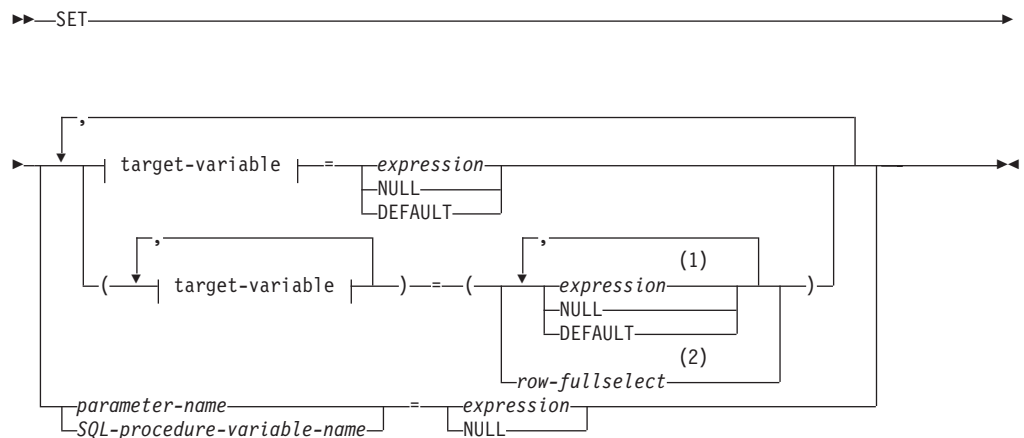 SET
,
target-variable = expression
NULL
DEFAULT
, ,
(1)
( target-variable ) = ( expression )
NULL
DEFAULT
(2)
row-fullselect
parameter-name = expression
SQL-procedure-variable-name NULL